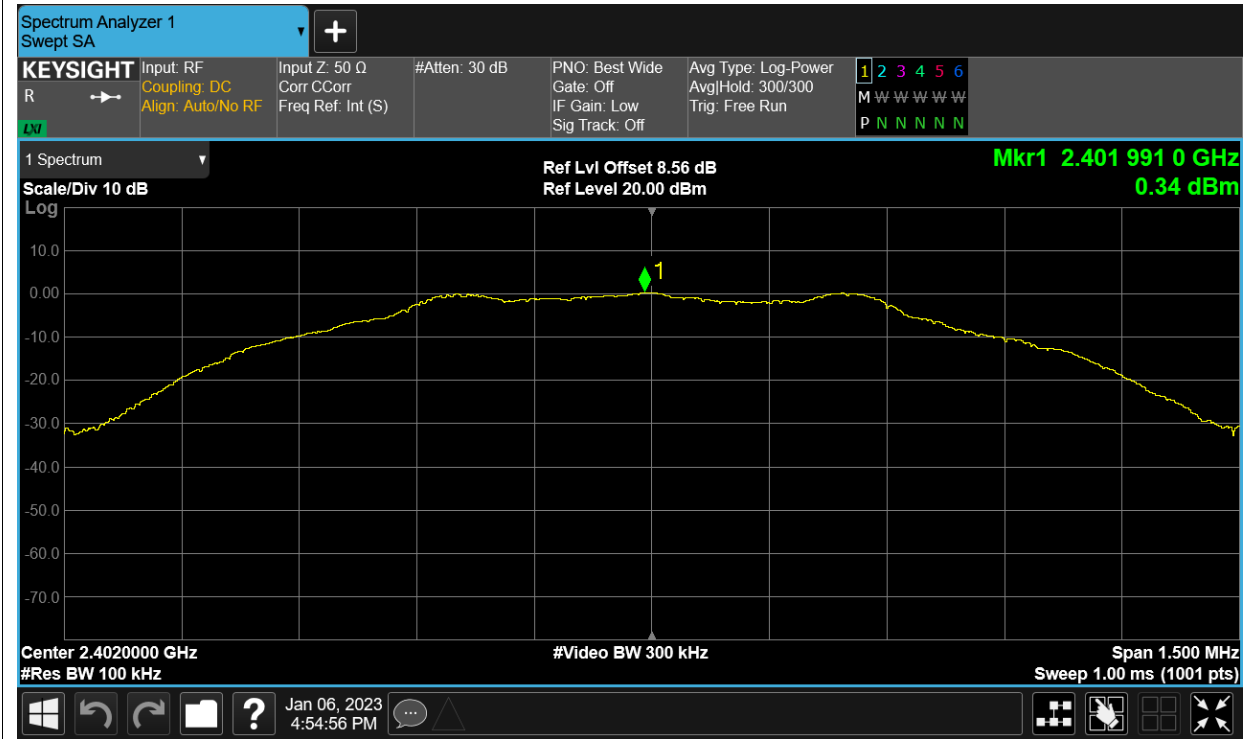 Spectrum Analyzer 1
Swept SA
KEYSIGHT
R
LXI
Input: RF
Coupling: DC
Align: Auto/No RF
Input Z: 50 Ω
Corr CCorr
Freq Ref: Int (S)
#Atten: 30 dB
PNO: Best Wide
Gate: Off
IF Gain: Low
Sig Track: Off
Avg Type: Log-Power
Avg|Hold: 300/300
Trig: Free Run
1 2 3 4 5 6
M W W W W W
P N N N N N
1 Spectrum
Scale/Div 10 dB
Log
Ref Lvl Offset 8.56 dB
Ref Level 20.00 dBm
Mkr1 2.401 991 0 GHz
0.34 dBm
10.0
0.00
-10.0
-20.0
-30.0
-40.0
-50.0
-60.0
-70.0
1
Center 2.4020000 GHz
#Res BW 100 kHz
#Video BW 300 kHz
Span 1.500 MHz
Sweep 1.00 ms (1001 pts)
?
Jan 06, 2023
4:54:56 PM